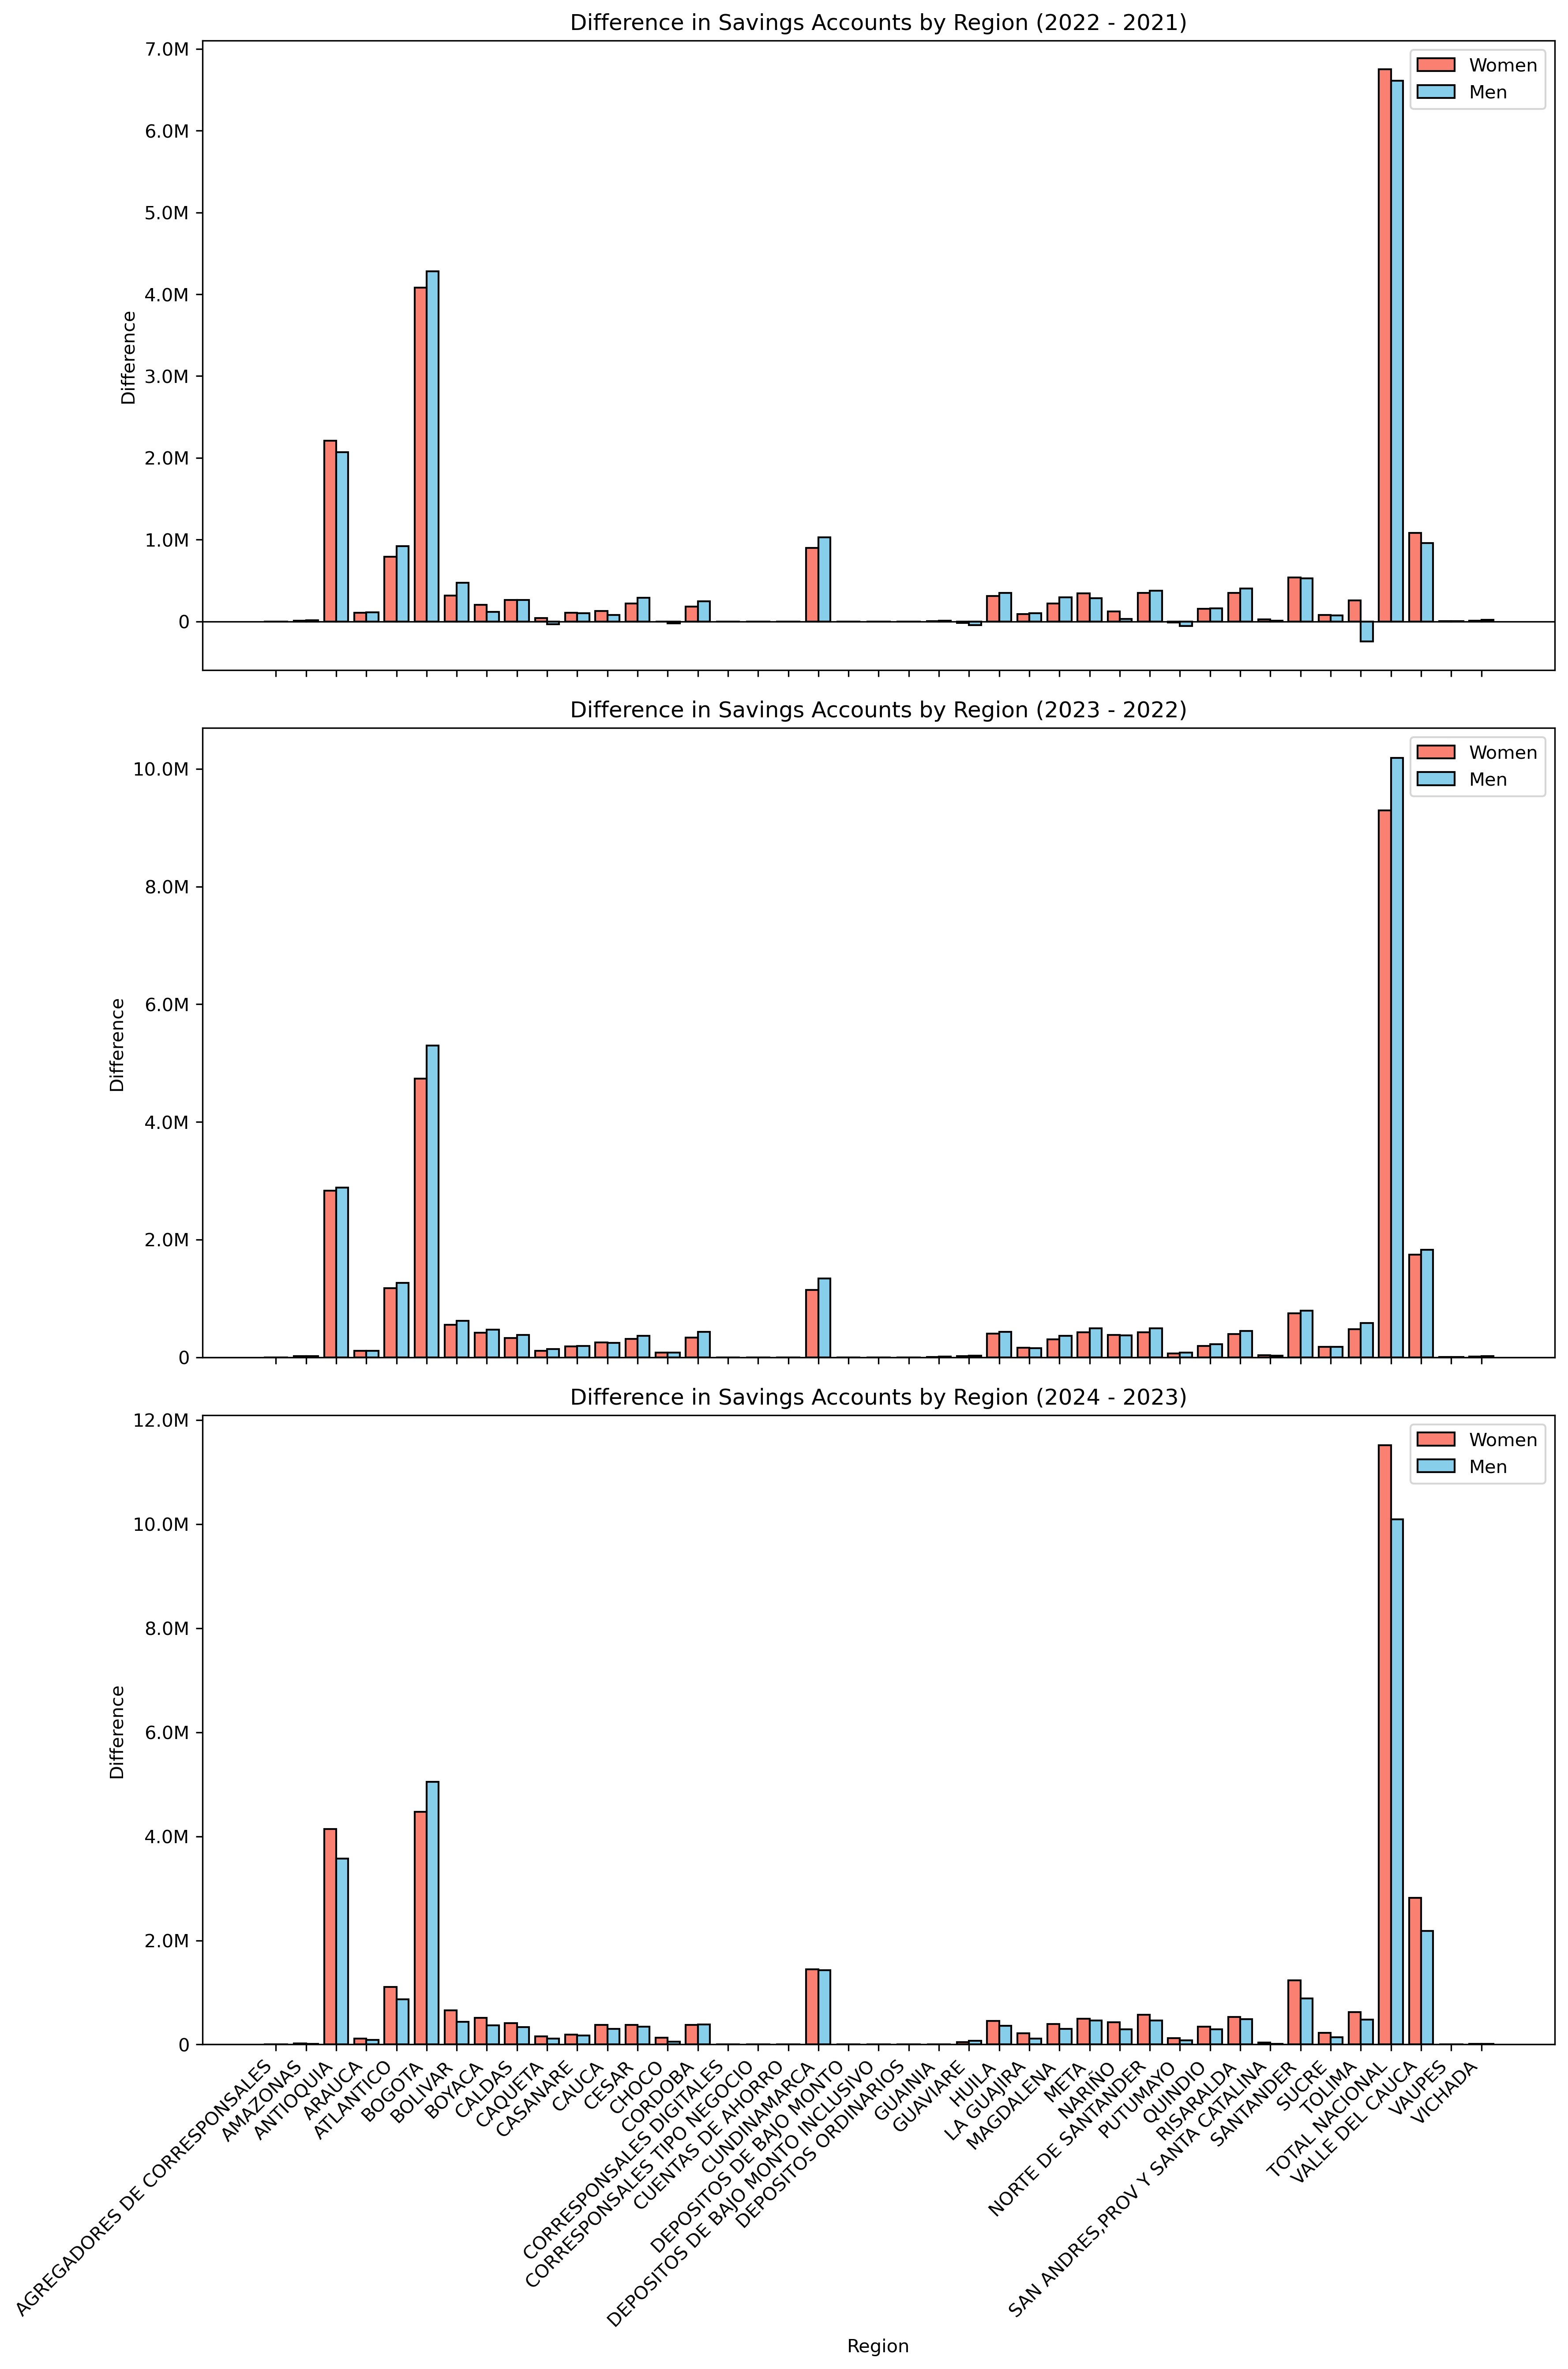 Difference in Savings Accounts by Region (2022 - 2021)
7.0M
6.0M
5.0M
4.0M
3.0M
2.0M
1.0M
0
Difference
Women
Men
Difference in Savings Accounts by Region (2023 - 2022)
10.0M
8.0M
6.0M
4.0M
2.0M
0
Difference
Women
Men
Difference in Savings Accounts by Region (2024 - 2023)
12.0M
10.0M
8.0M
6.0M
4.0M
2.0M
0
Difference
Women
Men
AGREGADORES DE CORRESPONSALES
AMAZONAS
ANTIOQUIA
ARAUCA
ATLANTICO
BOGOTA
BOLIVAR
BOYACA
CALDAS
CAQUETA
CASANARE
CAUCA
CESAR
CHOCO
CORDOBA
CORRESPONSALES DIGITALES
CORRESPONSALES TIPO NEGOCIO
CUENTAS DE AHORRO
CUNDINAMARCA
DEPOSITOS DE BAJO MONTO
DEPOSITOS DE BAJO MONTO INCLUSIVO
DEPOSITOS ORDINARIOS
GUAINIA
GUAVIARE
HUILA
LA GUAJIRA
MAGDALENA
META
NARIÑO
NORTE DE SANTANDER
PUTUMAYO
QUINDIO
RISARALDA
SAN ANDRES,PROV Y SANTA CATALINA
SANTANDER
SUCRE
TOLIMA
TOTAL NACIONAL
VALLE DEL CAUCA
VAUPES
VICHADA
Region